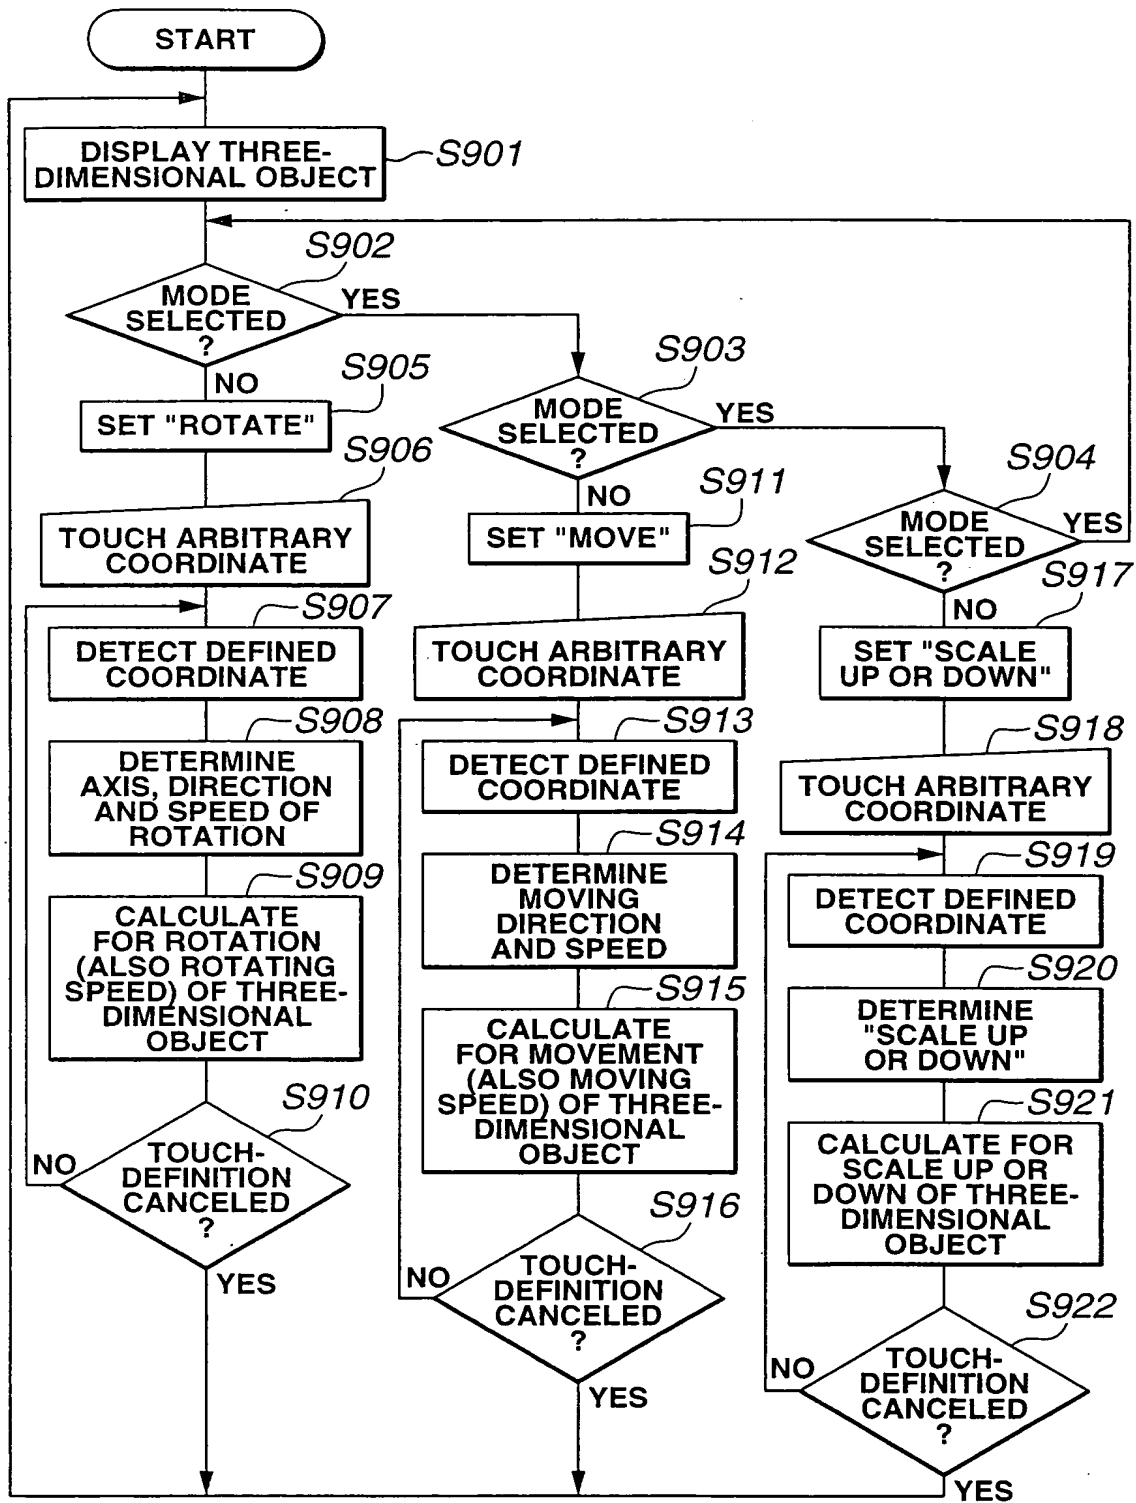 START
DISPLAY THREE-
DIMENSIONAL OBJECT
S901
S902
MODE
SELECTED
?
YES
NO
S905
SET "ROTATE"
S906
TOUCH ARBITRARY
COORDINATE
S907
DETECT DEFINED
COORDINATE
S908
DETERMINE
AXIS, DIRECTION
AND SPEED OF
ROTATION
S909
CALCULATE
FOR ROTATION
(ALSO ROTATING
SPEED) OF THREE-
DIMENSIONAL
OBJECT
S910
TOUCH-
DEFINITION
CANCELED
?
NO
YES
S903
MODE
SELECTED
?
YES
NO
S911
SET "MOVE"
S912
TOUCH ARBITRARY
COORDINATE
S913
DETECT DEFINED
COORDINATE
S914
DETERMINE
MOVING
DIRECTION
AND SPEED
S915
CALCULATE
FOR MOVEMENT
(ALSO MOVING
SPEED) OF THREE-
DIMENSIONAL
OBJECT
S916
TOUCH-
DEFINITION
CANCELED
?
NO
YES
S904
MODE
SELECTED
?
YES
NO
S917
SET "SCALE
UP OR DOWN"
S918
TOUCH ARBITRARY
COORDINATE
S919
DETECT DEFINED
COORDINATE
S920
DETERMINE
"SCALE UP
OR DOWN"
S921
CALCULATE FOR
SCALE UP OR
DOWN OF THREE-
DIMENSIONAL
OBJECT
S922
TOUCH-
DEFINITION
CANCELED
?
NO
YES